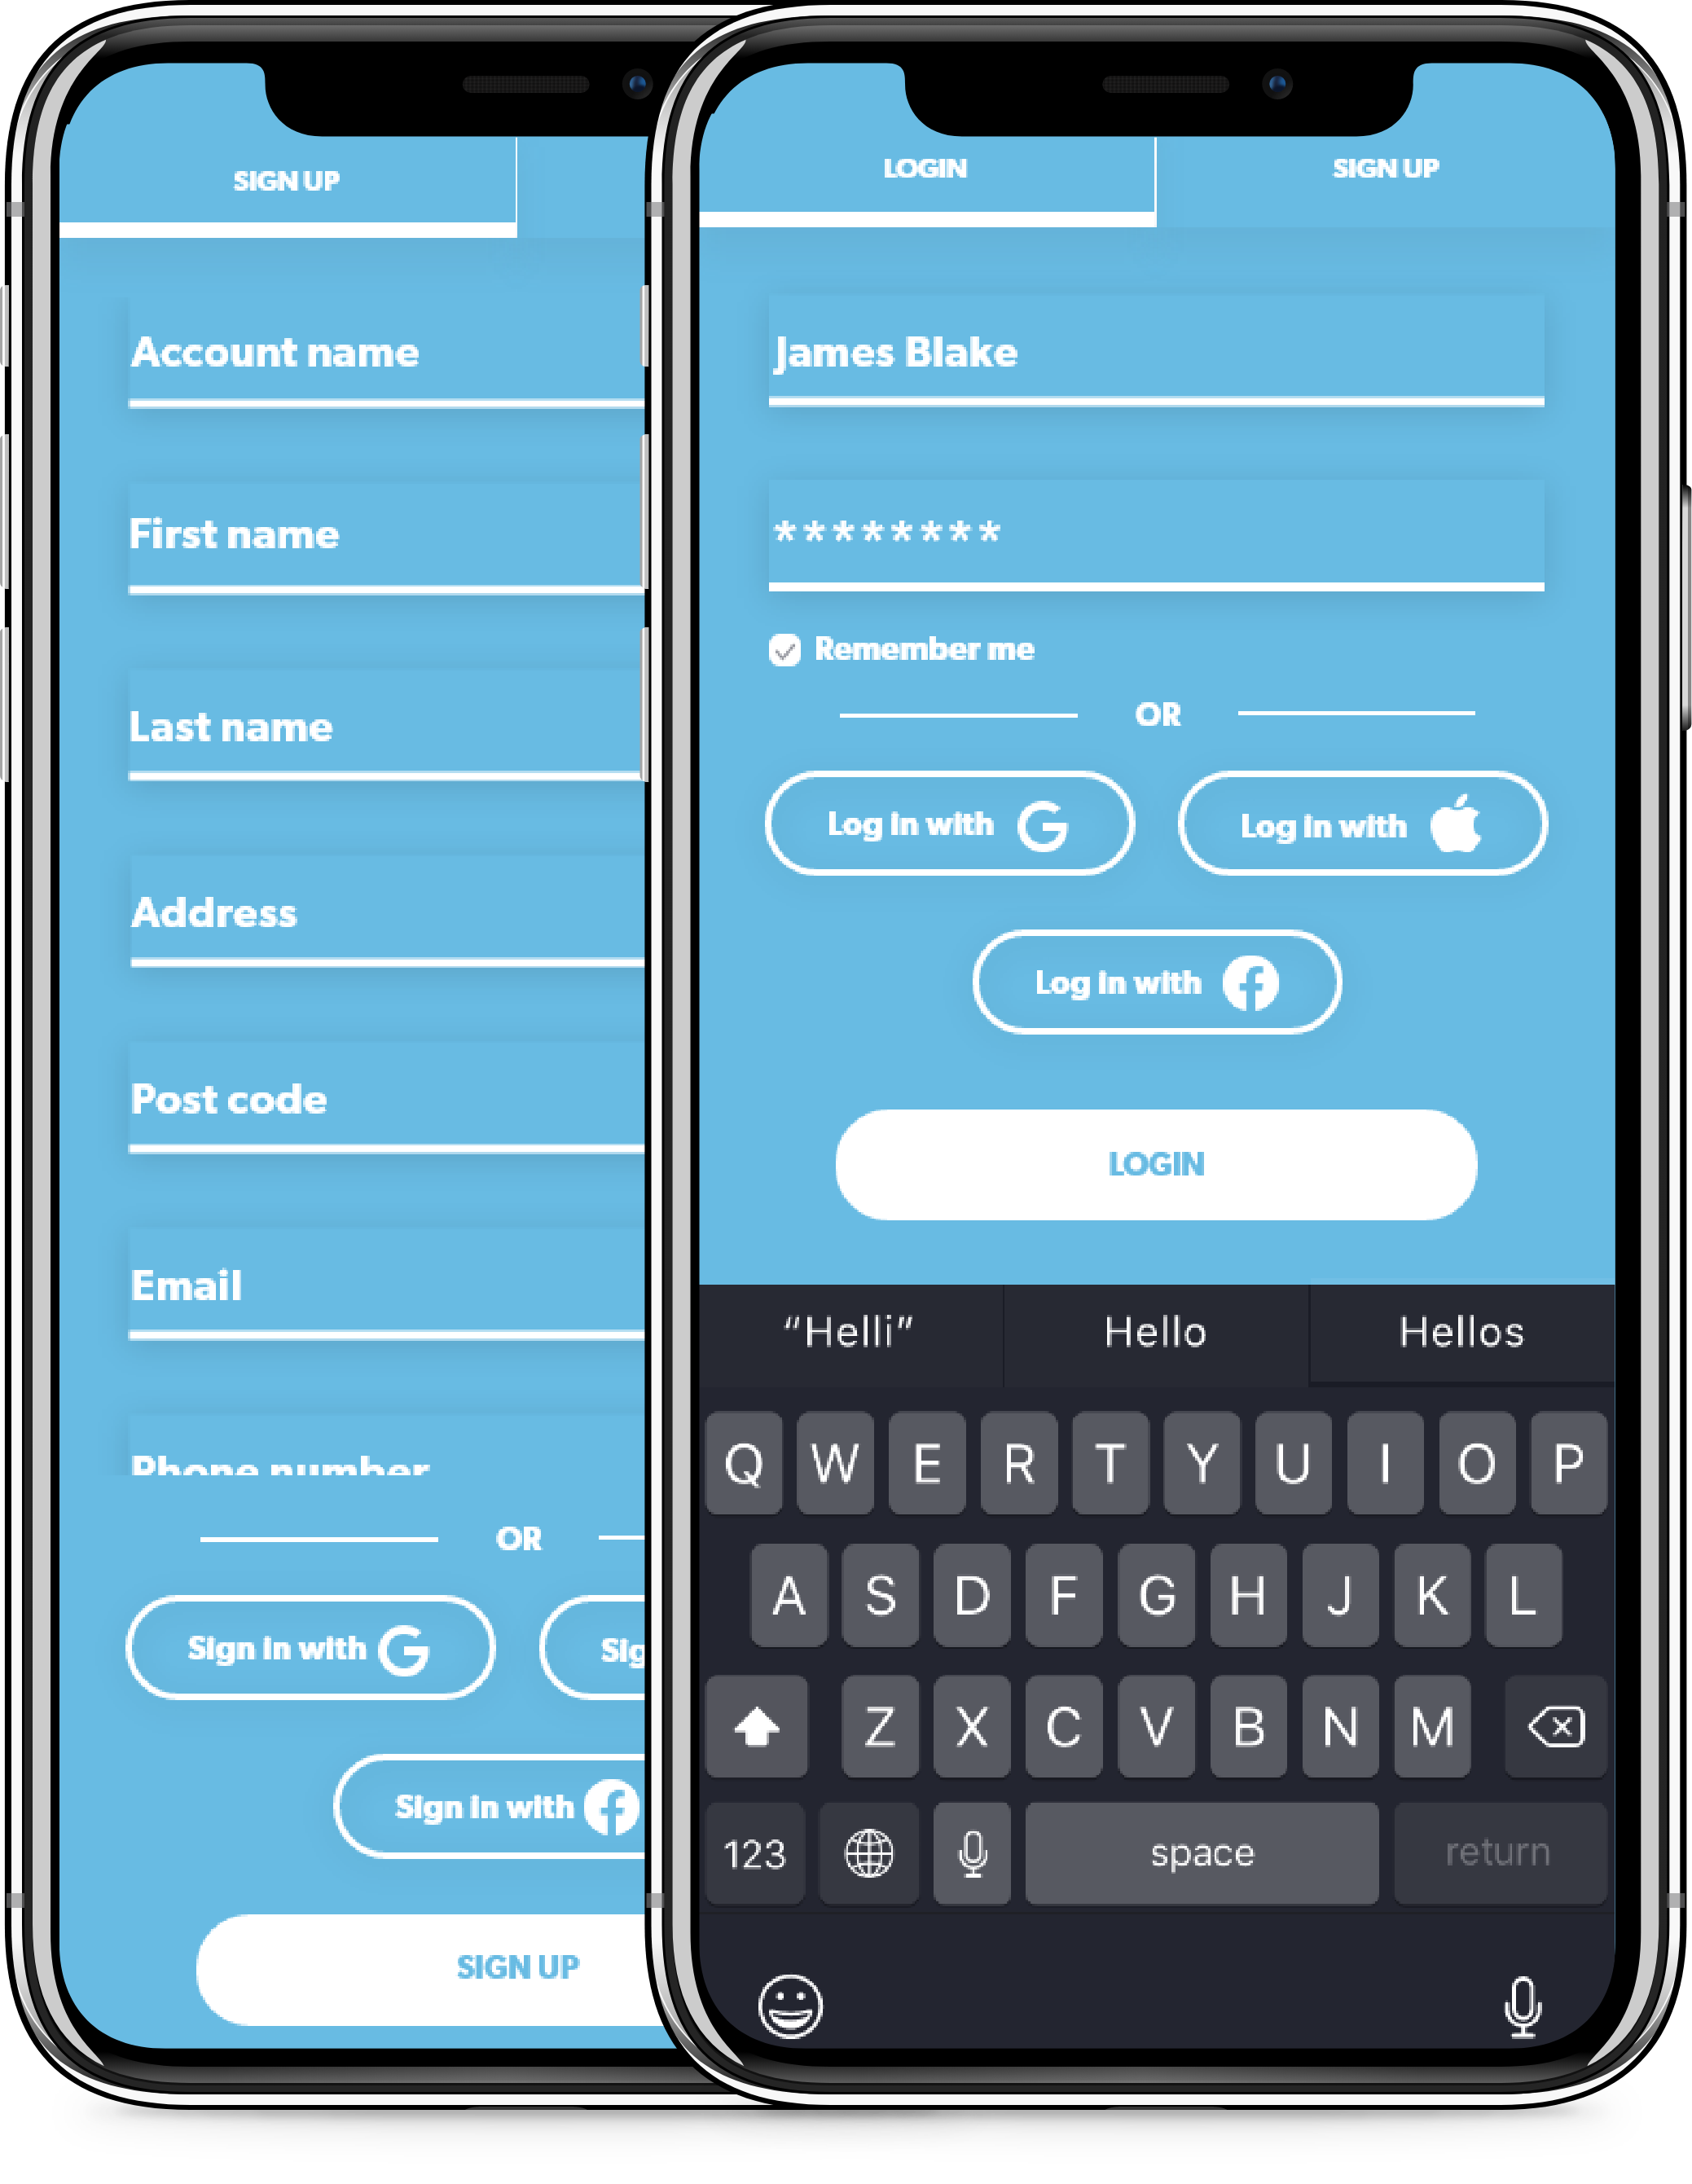 SIGN UP
Account name
First name
Last name
Address
Post code
Email
Phone number
OR
Sign in with G
Sig
Sign in with f
SIGN UP
LOGIN
SIGN UP
James Blake
********
Remember me
OR
Log in with G
Log in with
Log in with f
LOGIN
“Helli” Hello Hellos
Q W E R T Y U I O P
A S D F G H J K L
Z X C V B N M
123 space return